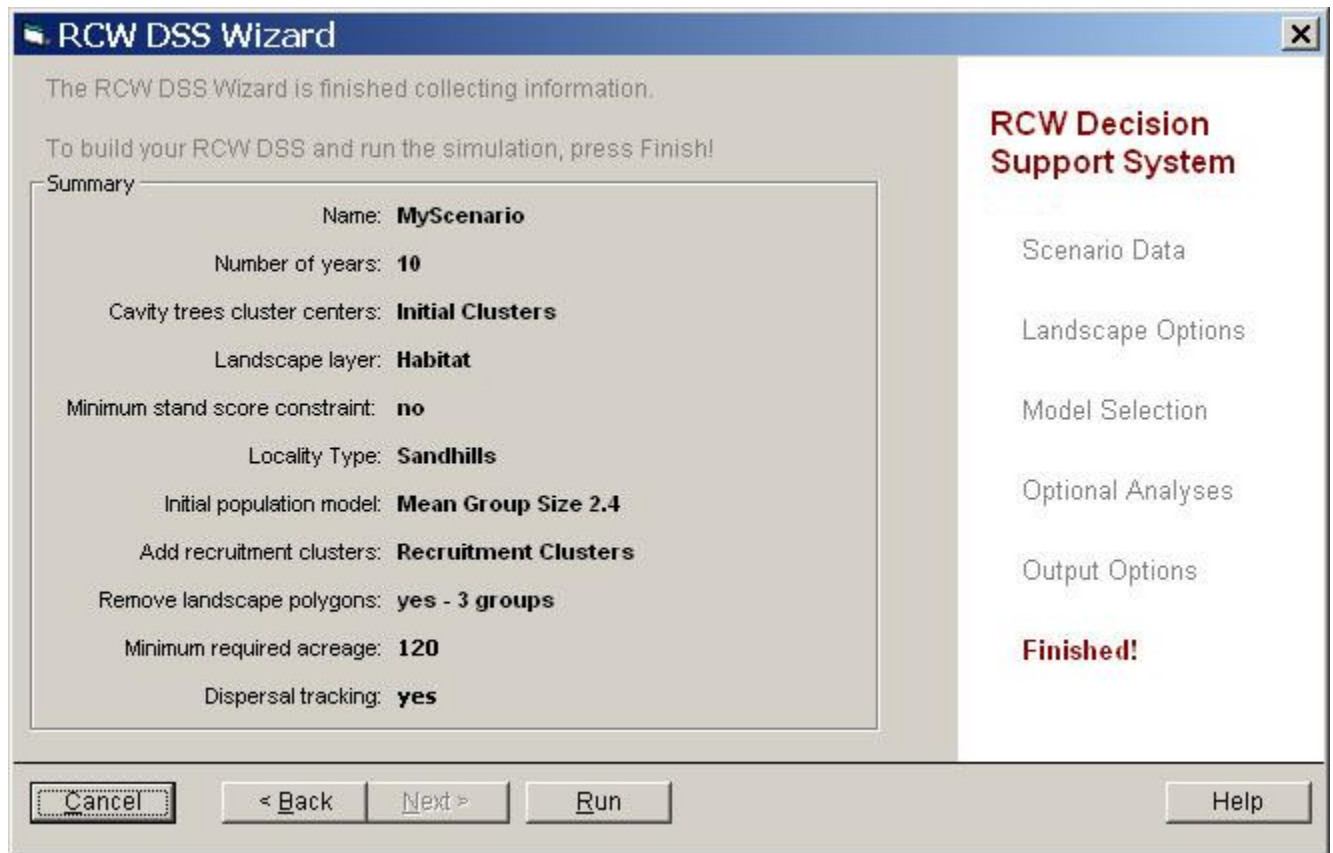 RCW DSS Wizard
The RCW DSS Wizard is finished collecting information.
To build your RCW DSS and run the simulation, press Finish!
Summary
Name: MyScenario
Number of years: 10
Cavity trees cluster centers: Initial Clusters
Landscape layer: Habitat
Minimum stand score constraint: no
Locality Type: Sandhills
Initial population model: Mean Group Size 2.4
Add recruitment clusters: Recruitment Clusters
Remove landscape polygons: yes - 3 groups
Minimum required acreage: 120
Dispersal tracking: yes
RCW Decision
Support System
Scenario Data
Landscape Options
Model Selection
Optional Analyses
Output Options
Finished!
Cancel
< Back
Next >
Run
Help